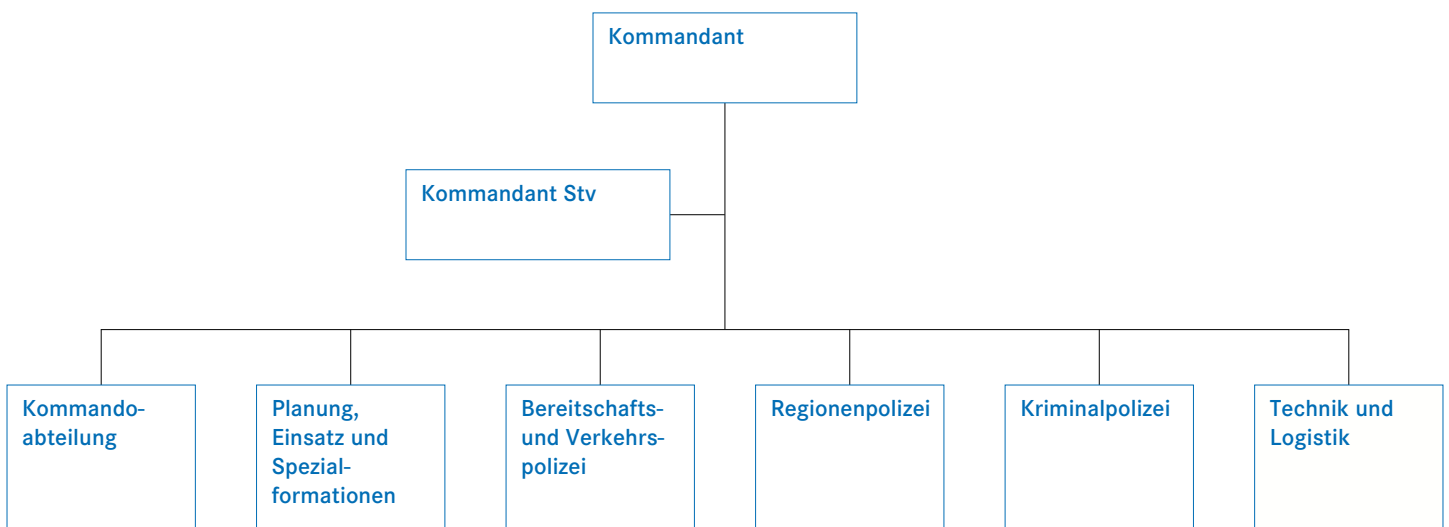 Kommandant
Kommandant Stv
Kommando-
abteilung
Planung,
Einsatz und
Spezial-
formationen
Bereitschafts-
und Verkehrs-
polizei
Regionenpolizei
Kriminalpolizei
Technik und
Logistik